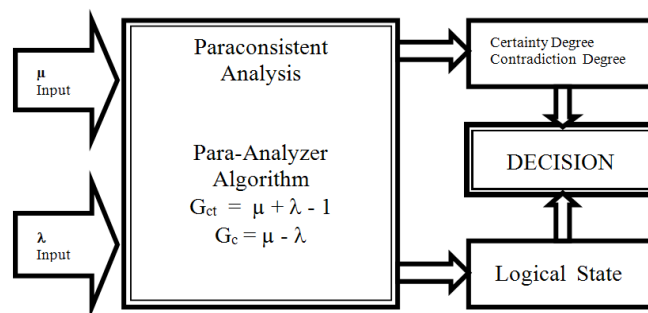 μ
Input
λ
Input
Paraconsistent
Analysis
Para-Analyzer
Algorithm
Gct = μ + λ - 1
Gc = μ - λ
Certainty Degree
Contradiction Degree
DECISION
Logical State